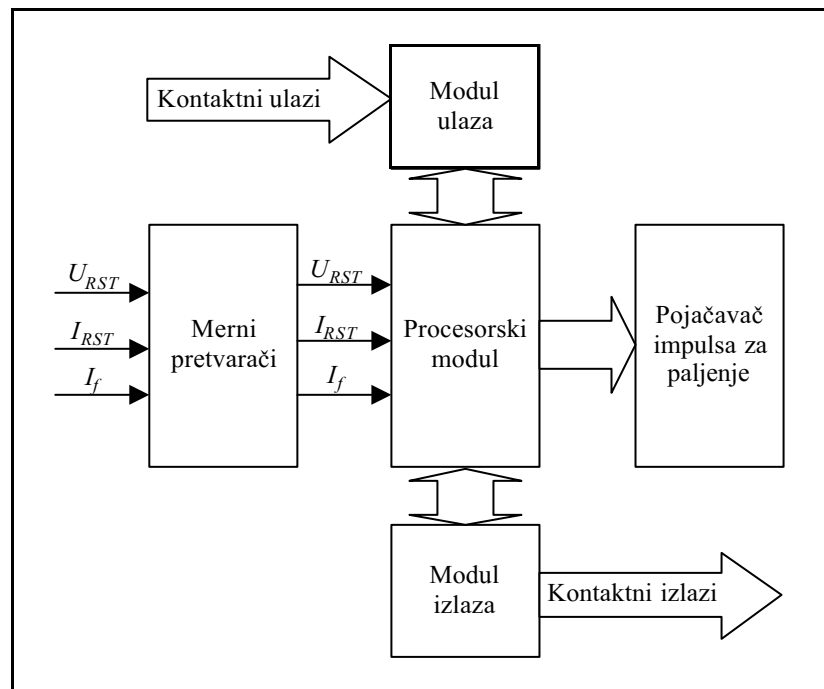 Kontaktni ulazi
Modul
ulaza
U_RST
I_RST
I_f
Merni
pretvarači
U_RST
I_RST
I_f
Procesorski
modul
Pojačavač
impulsa za
paljenje
Modul
izlaza
Kontaktni izlazi